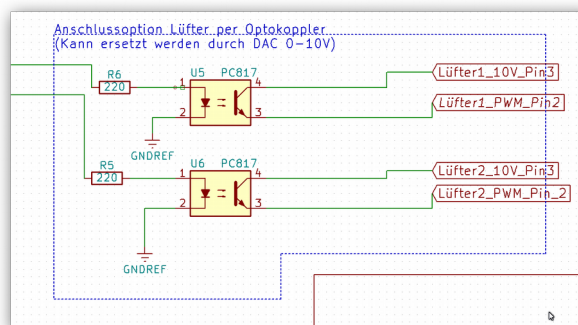 Anschlussoption Lüfter per Optokoppler
(Kann ersetzt werden durch DAC 0-10V)
R6
220
U5
PC817
1
2
4
3
GNDREF
Lüfter1_10V_Pin3
Lüfter1_PWM_Pin2
R5
220
U6
PC817
1
2
4
3
GNDREF
Lüfter2_10V_Pin3
Lüfter2_PWM_Pin_2